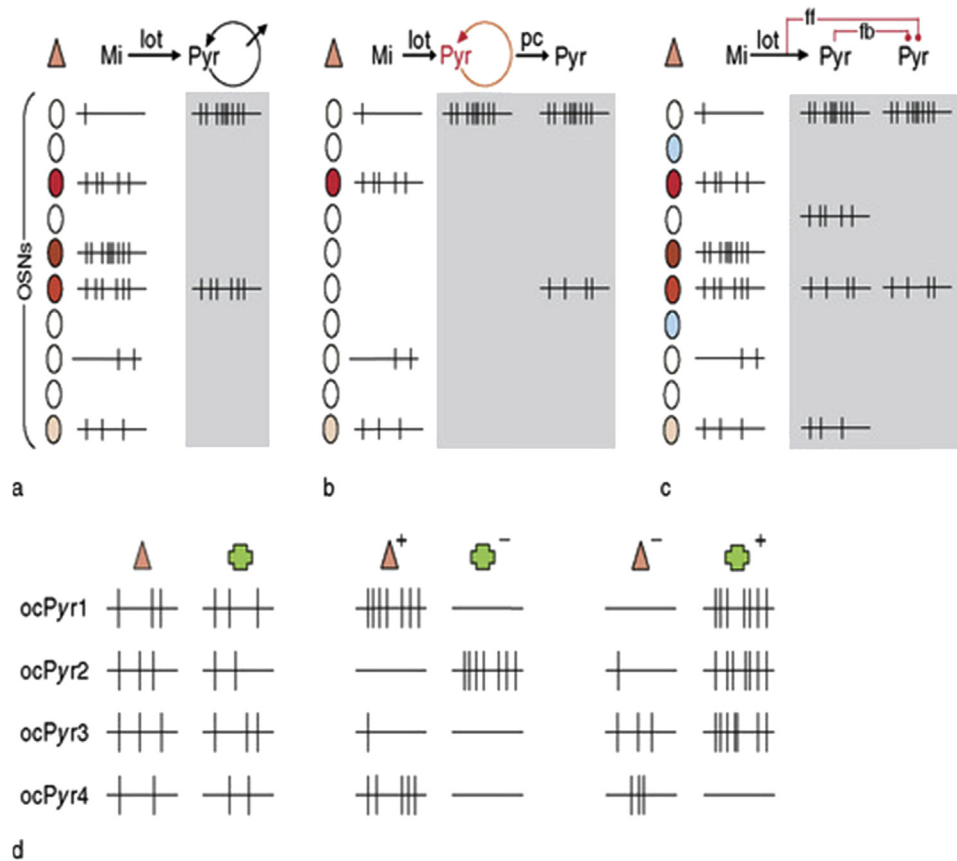 ff
lot pc lot fb
Mi Pyr Mi Pyr Pyr Mi Pyr Pyr
lot
OSNs
a b c
+ − − +
ocPyr1
ocPyr2
ocPyr3
ocPyr4
d